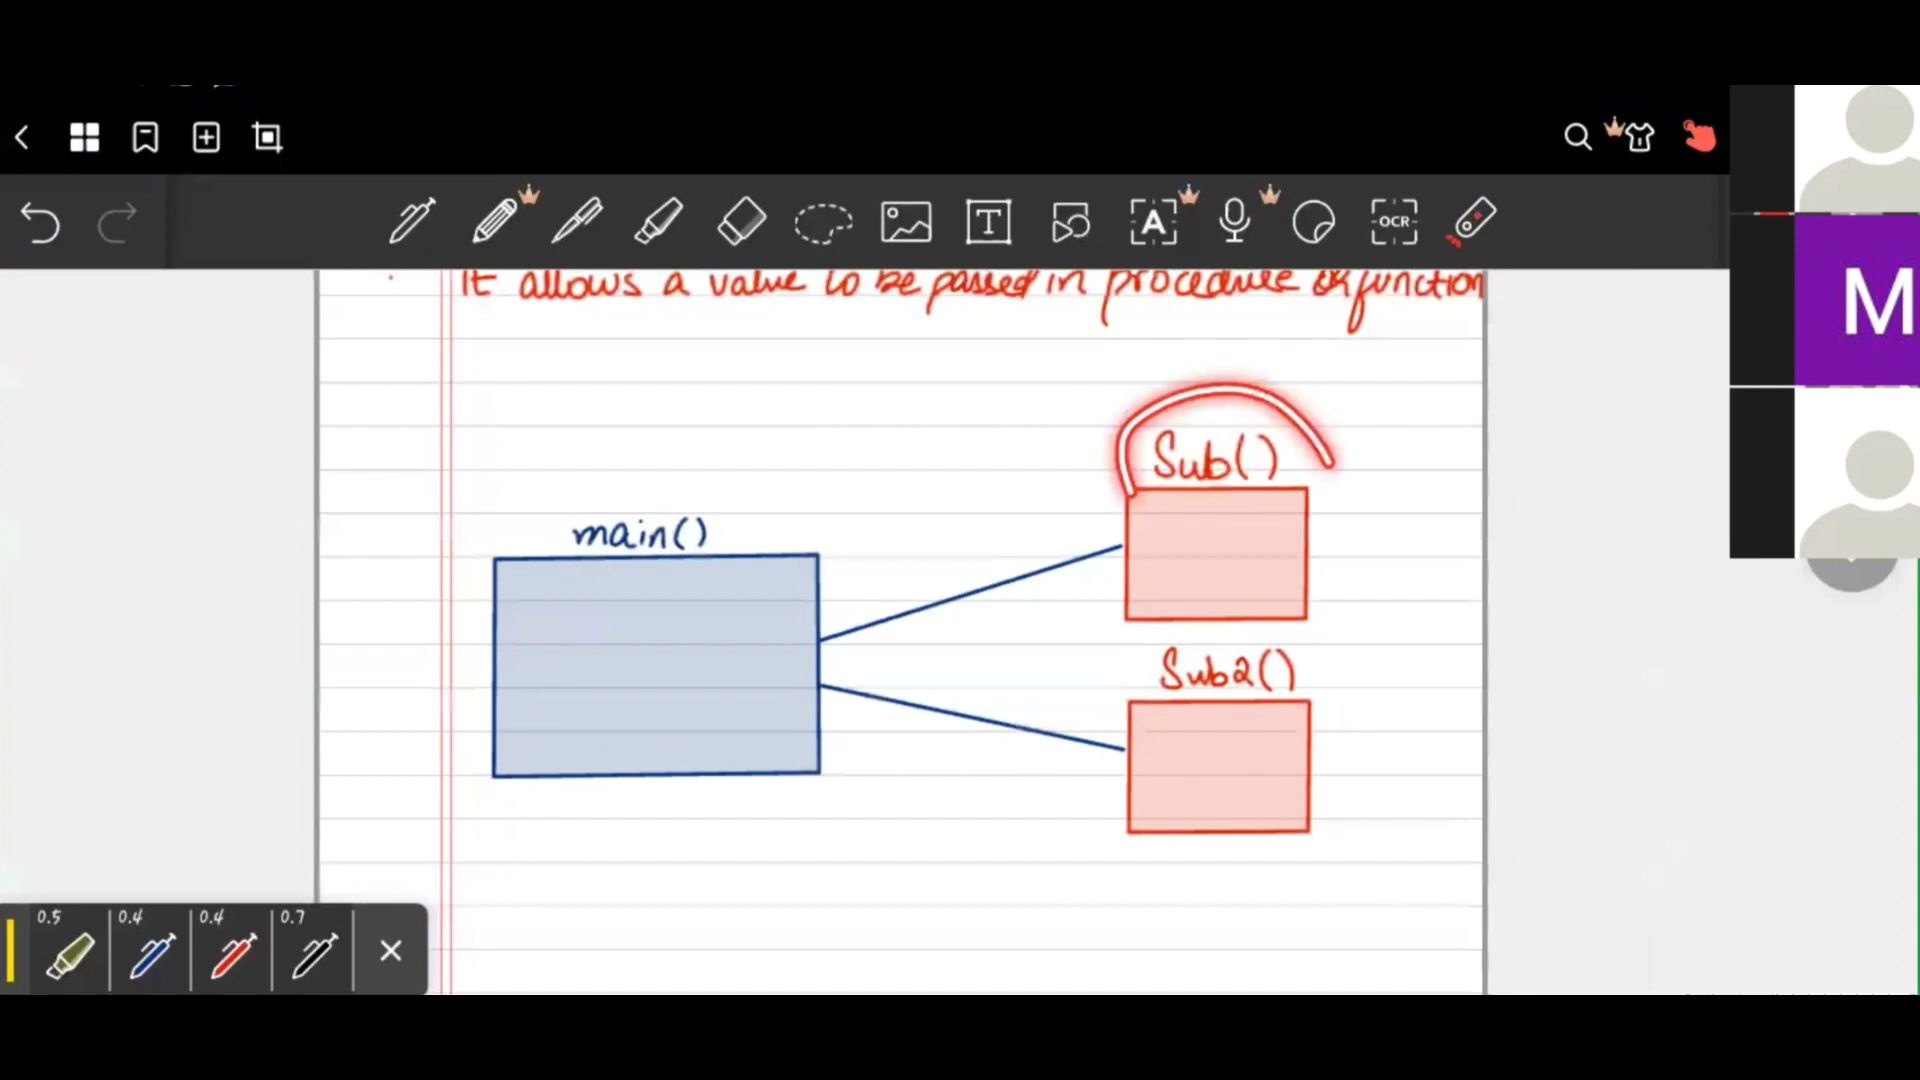 OCR
A
T
M
It allows a value to be passed in procedure or function
Sub()
main()
Sub2()
0.5 0.4 0.4 0.7